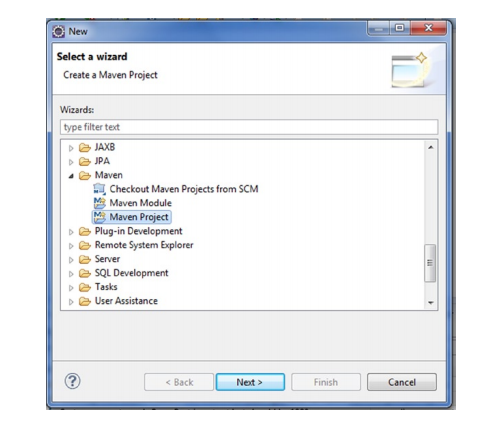 New
Select a wizard
Create a Maven Project
Wizards:
type filter text
JAXB
JPA
Maven
Checkout Maven Projects from SCM
Maven Module
Maven Project
Plug-in Development
Remote System Explorer
Server
SQL Development
Tasks
User Assistance
? < Back Next > Finish Cancel